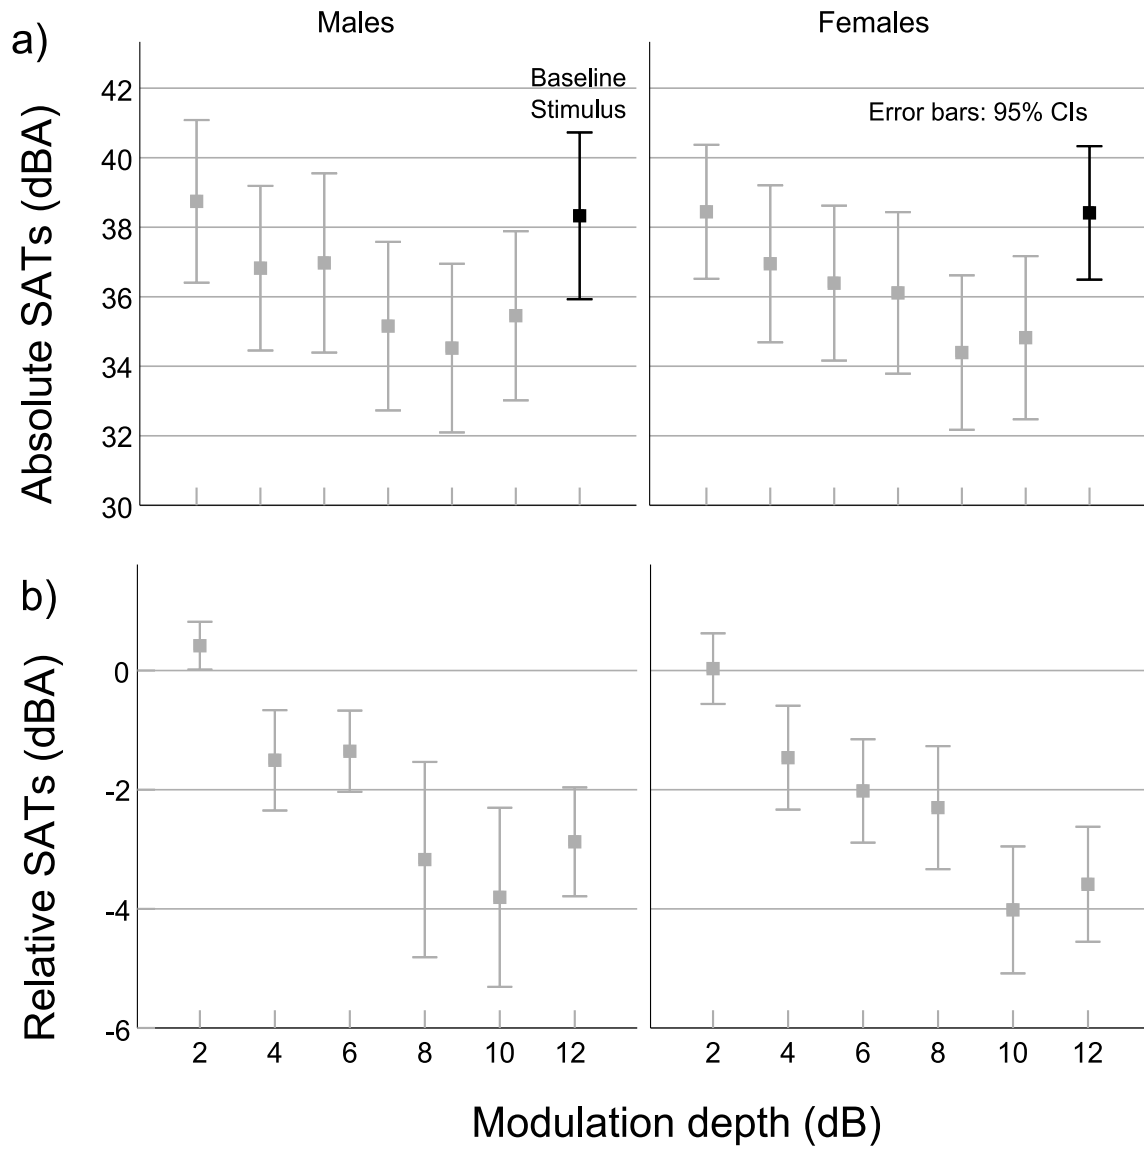 a)
Males
Females
Absolute SATs (dBA)
42
40
38
36
34
32
30
Baseline
Stimulus
Error bars: 95% CIs
b)
Relative SATs (dBA)
0
-2
-4
-6
2 4 6 8 10 12
2 4 6 8 10 12
Modulation depth (dB)